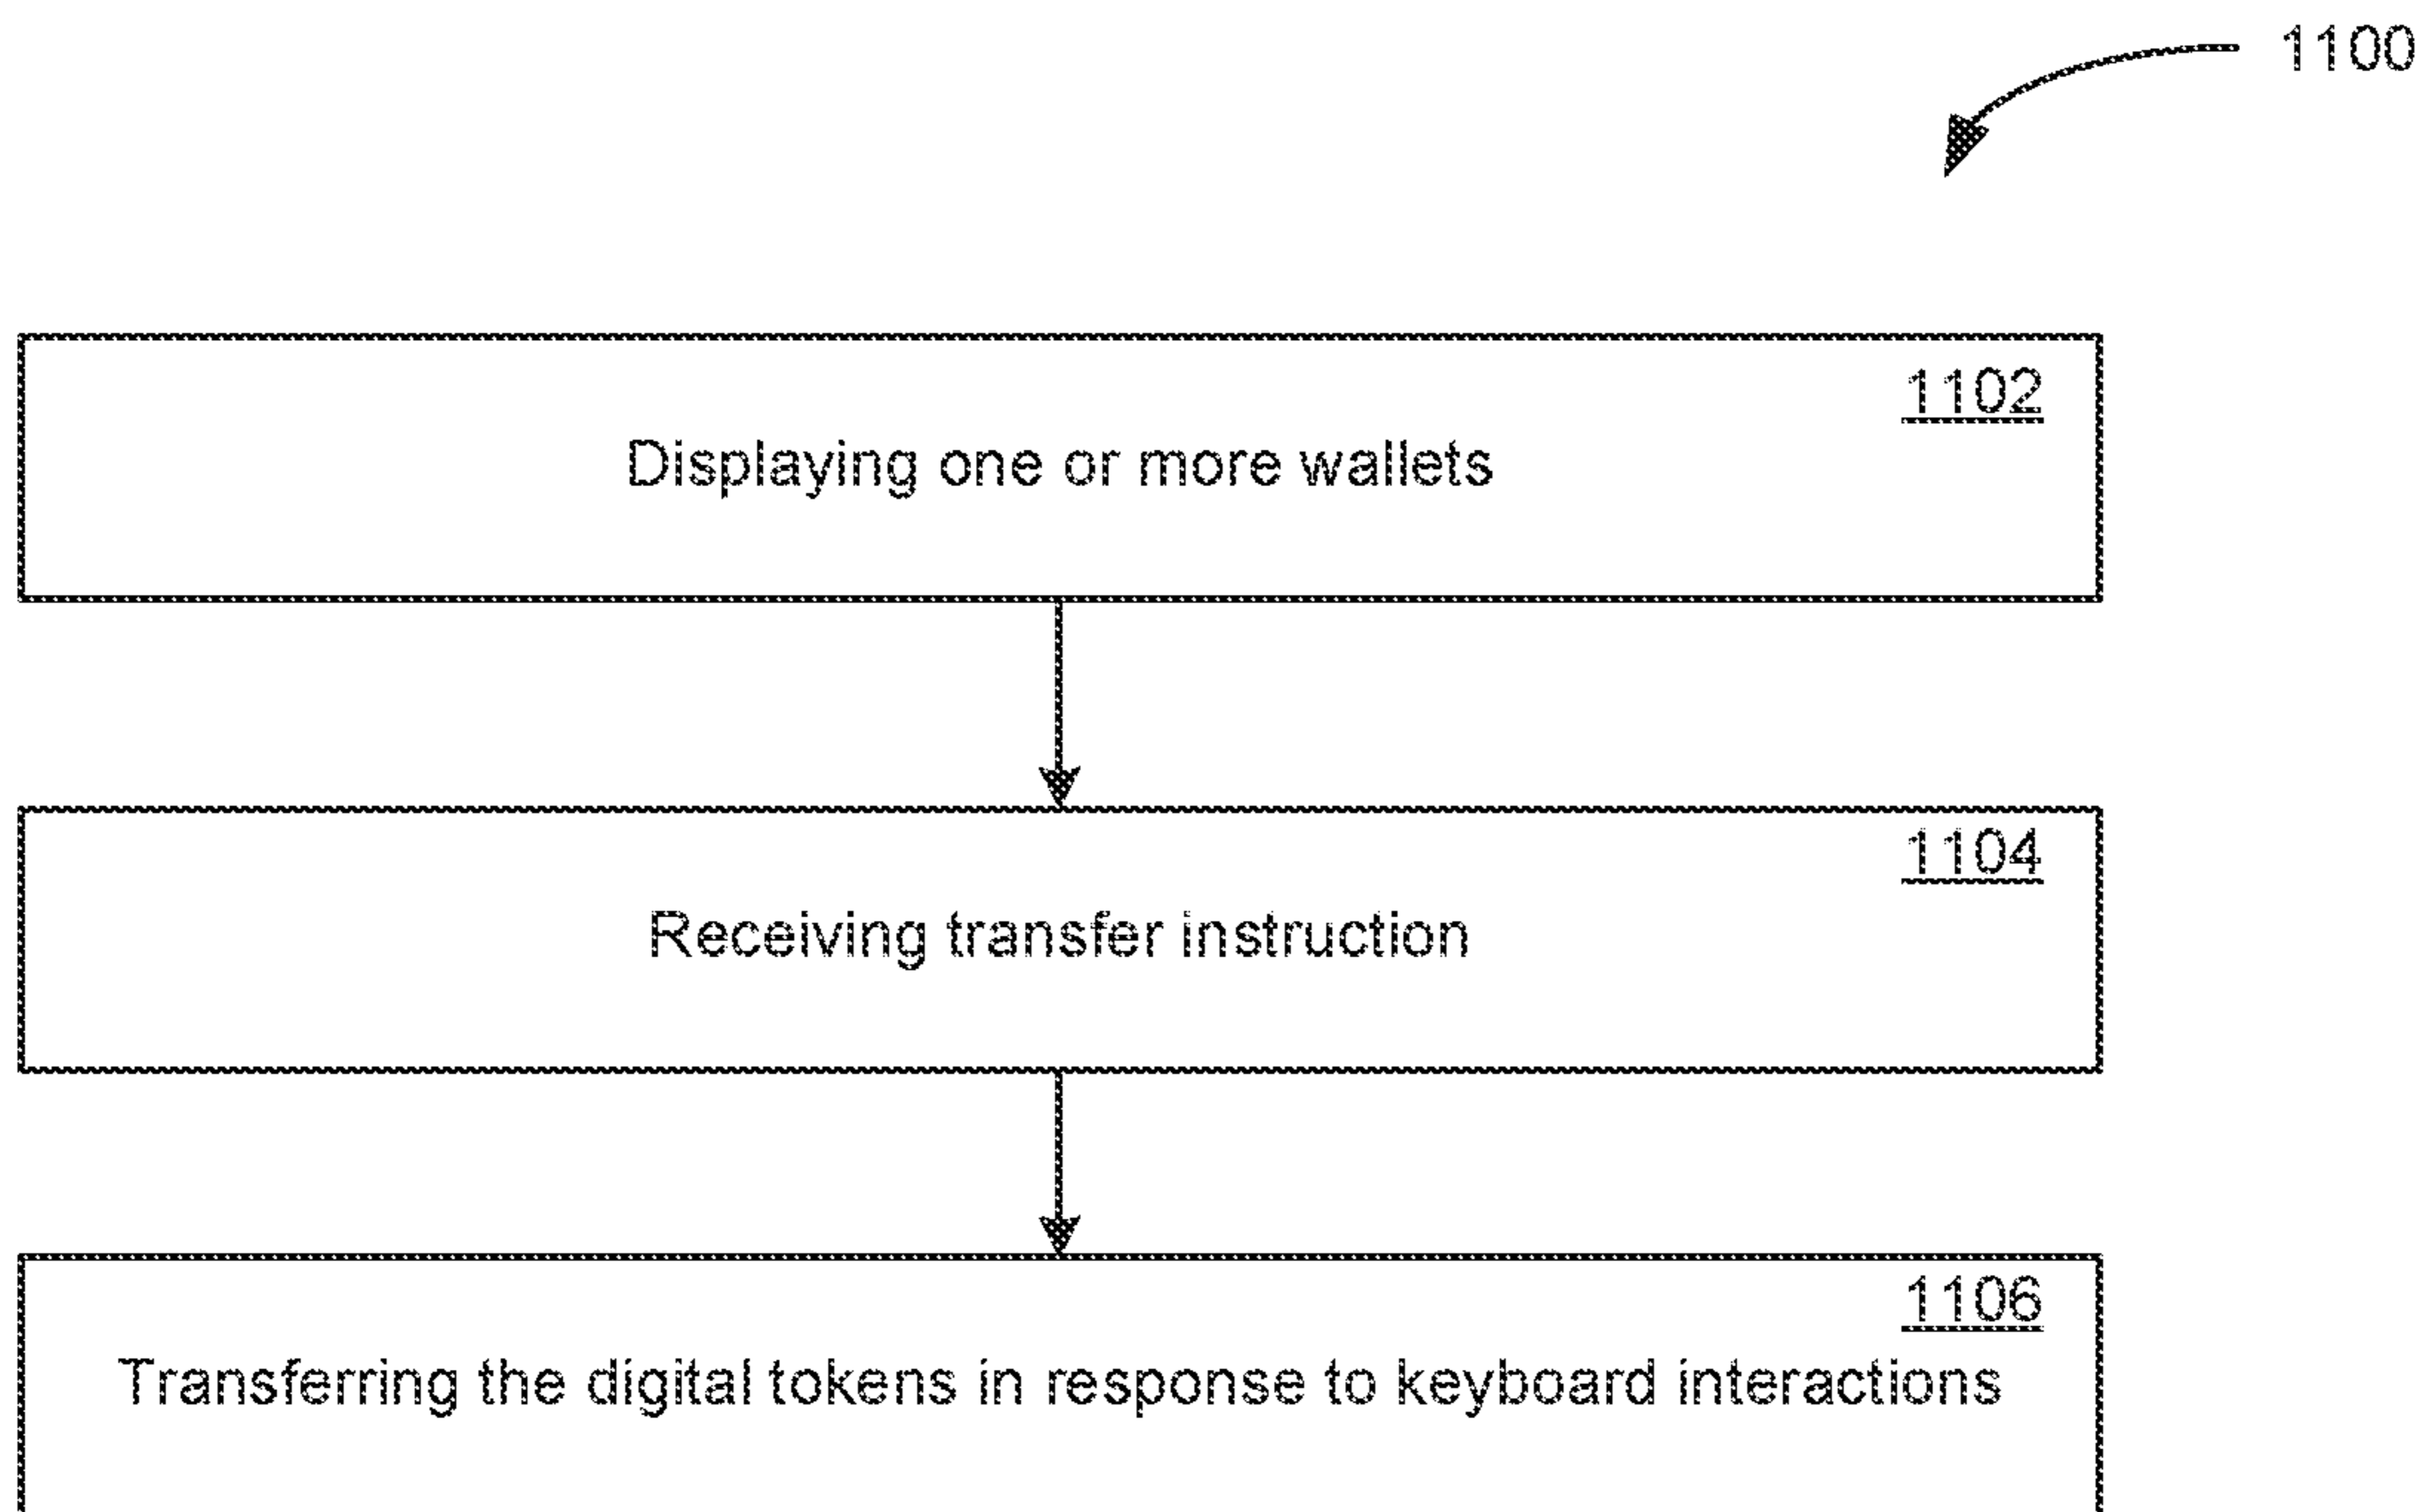 1100
1102
Displaying one or more wallets
1104
Receiving transfer instruction
1106
Transferring the digital tokens in response to keyboard interactions